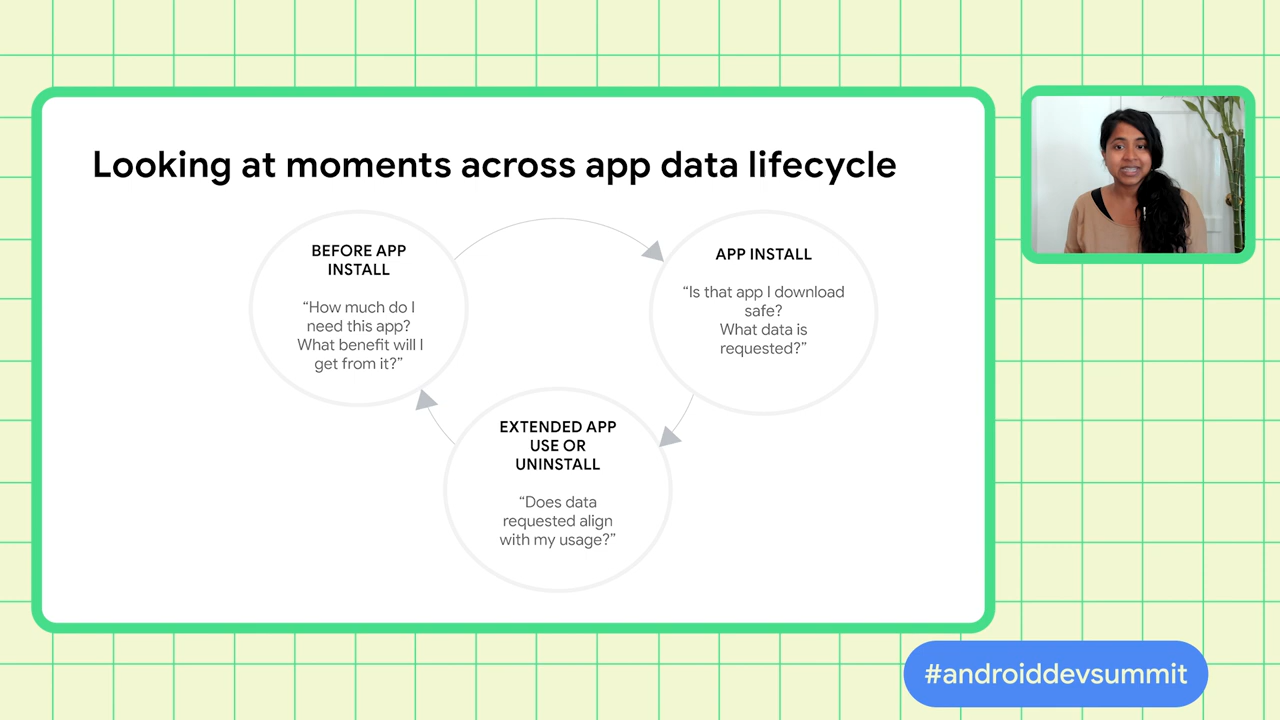 Looking at moments across app data lifecycle
BEFORE APP
INSTALL
“How much do I
need this app?
What benefit will I
get from it?”
APP INSTALL
“Is that app I download
safe?
What data is
requested?”
EXTENDED APP
USE OR
UNINSTALL
“Does data
requested align
with my usage?”
#androiddevsummit